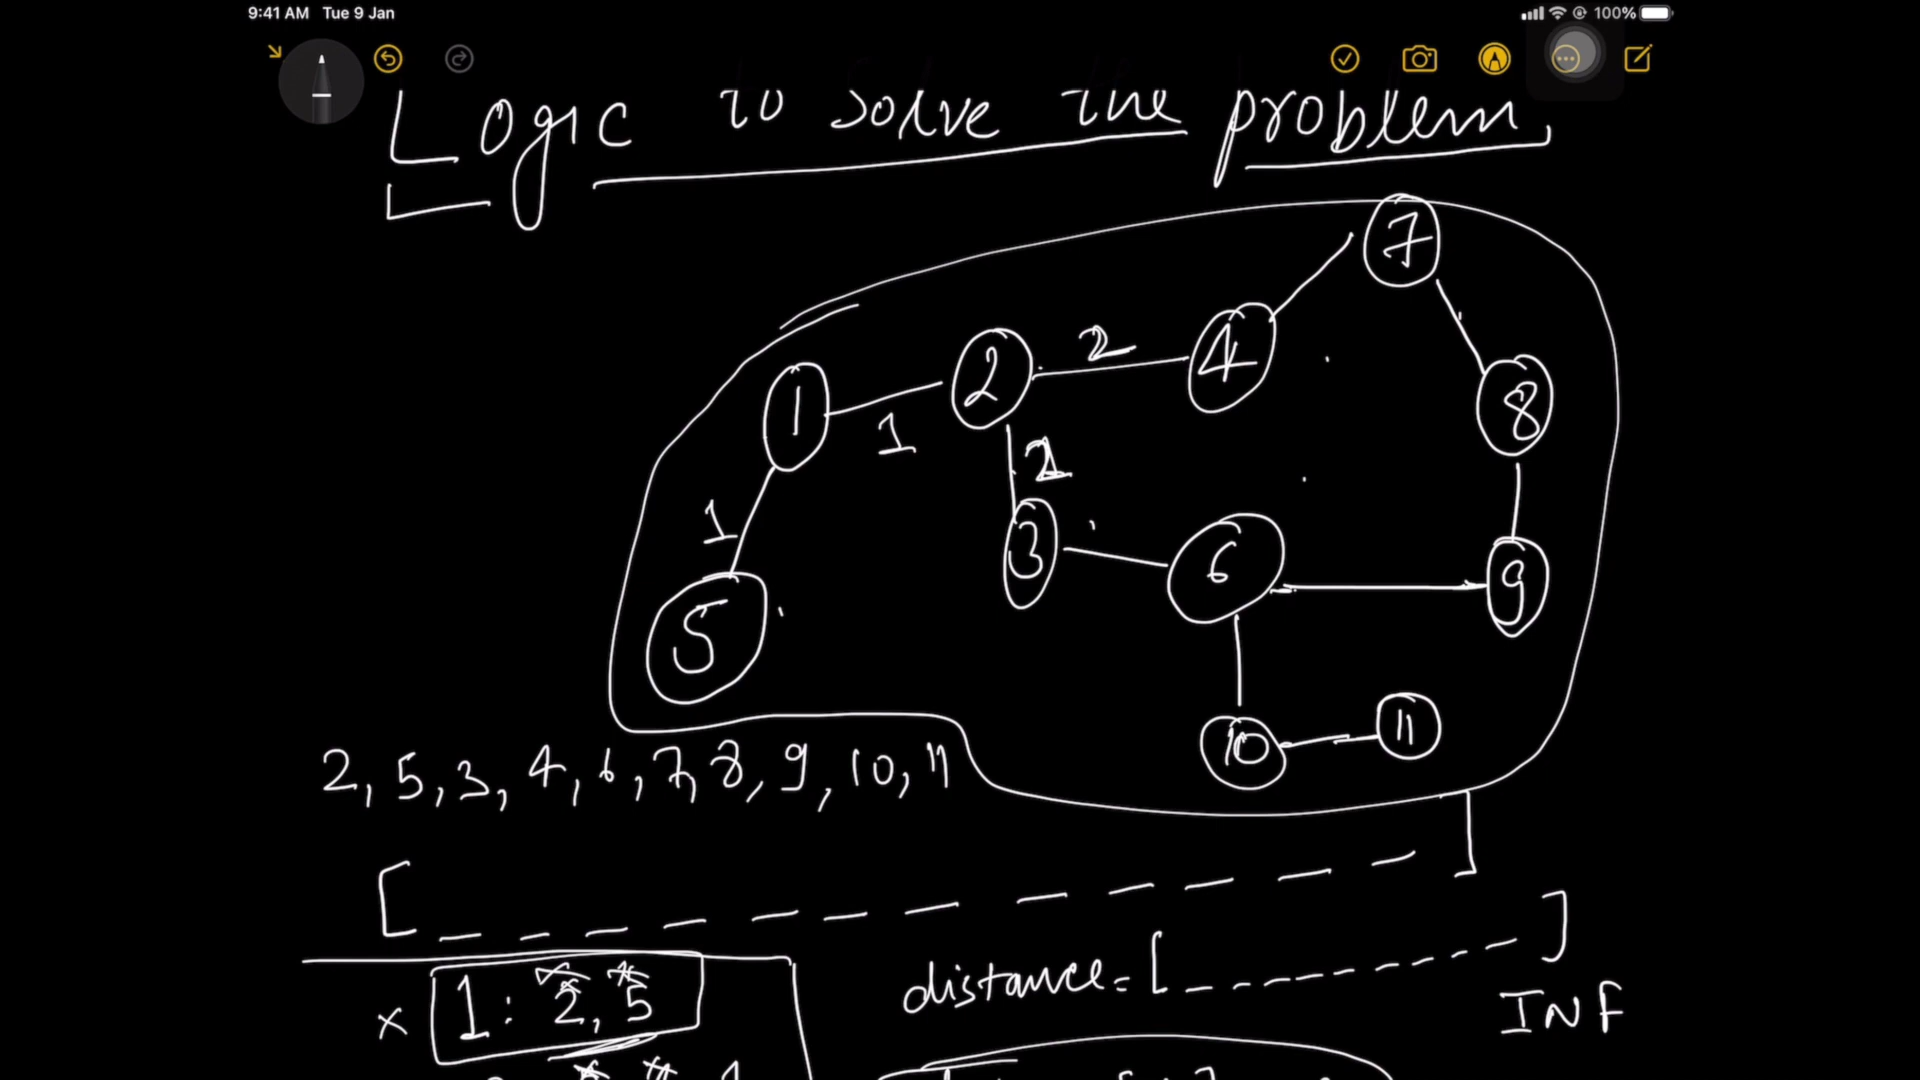 9:41 AM Tue 9 Jan 100%
Logic to solve the problem,
7
2 2 4
1 1 8
1 2
3 6 9
5
10 11
2, 5, 3, 4, 6, 7, 8, 9, 10, 11
[ _ _ _ _ _ _ _ _ _ _ _ _ ]
distance = [ _ _ _ _ _ _ _ _ _ ]
INF
x 1: 2, 5